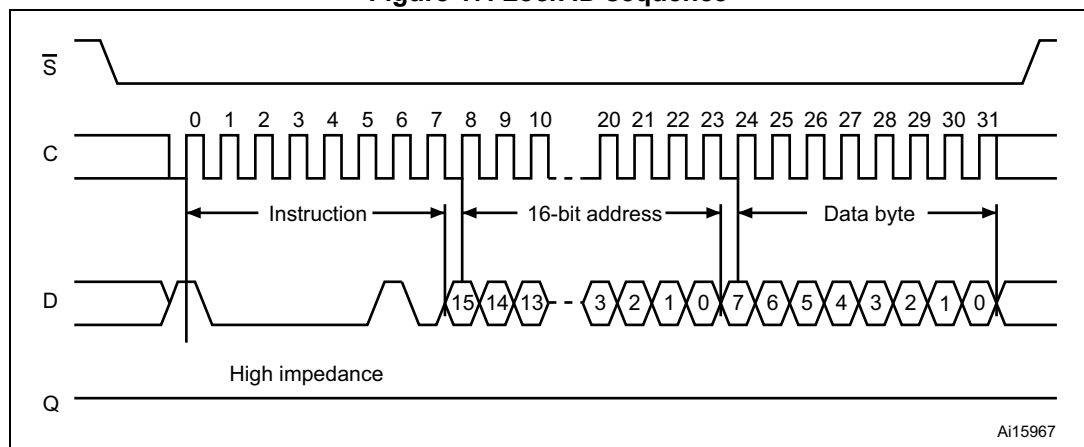 Figure 17. Lock ID sequence
S
0 1 2 3 4 5 6 7 8 9 10 20 21 22 23 24 25 26 27 28 29 30 31
C
Instruction 16-bit address Data byte
D
15 14 13 3 2 1 0 7 6 5 4 3 2 1 0
High impedance
Q
Ai15967